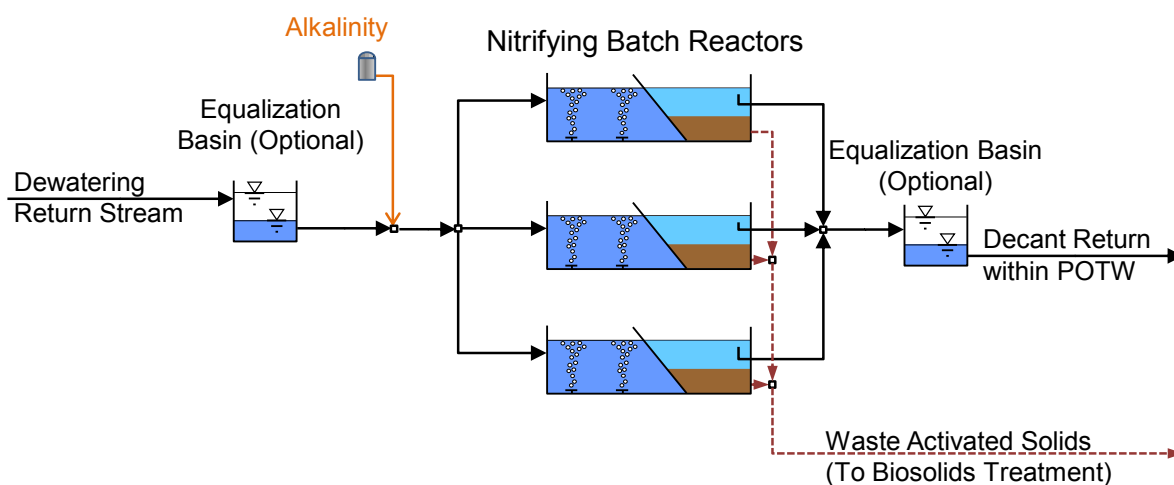 Alkalinity
Nitrifying Batch Reactors
Equalization
Basin (Optional)
Dewatering
Return Stream
Equalization Basin
(Optional)
Decant Return
within POTW
Waste Activated Solids
(To Biosolids Treatment)